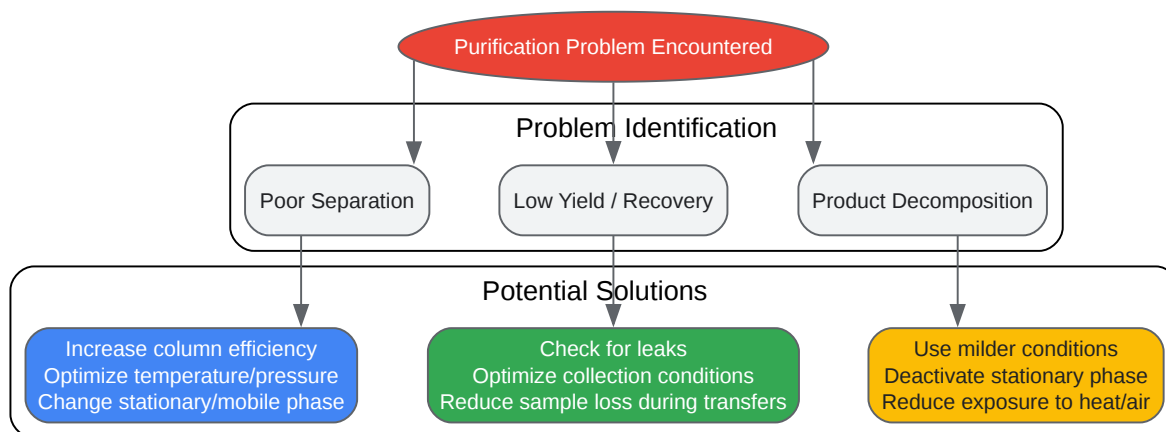 Purification Problem Encountered
Problem Identification
Poor Separation
Low Yield / Recovery
Product Decomposition
Potential Solutions
Increase column efficiency
Optimize temperature/pressure
Change stationary/mobile phase
Check for leaks
Optimize collection conditions
Reduce sample loss during transfers
Use milder conditions
Deactivate stationary phase
Reduce exposure to heat/air